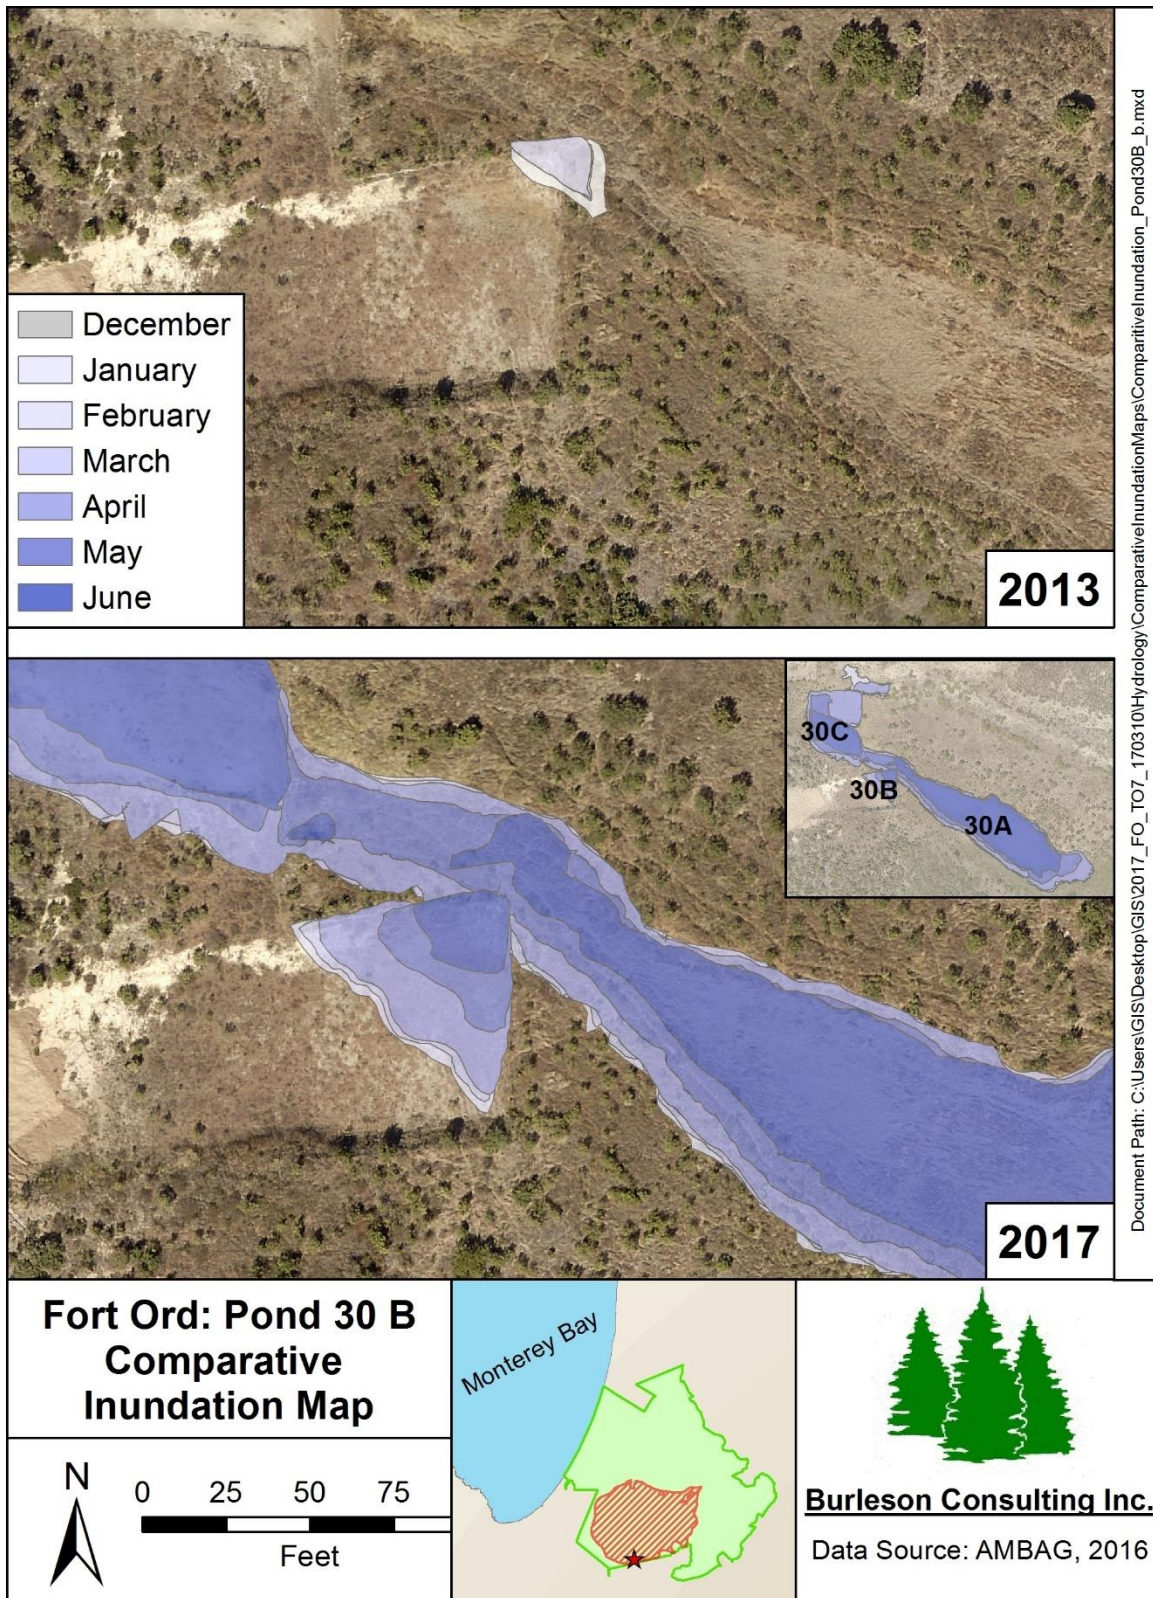 December
January
February
March
April
May
June
2013
30C
30B
30A
2017
Document Path: C:\Users\GIS\Desktop\GIS\2017_FO_TO7_170310\Hydrology\ComparativeInundationMaps\ComparitiveInundation_Pond30B_b.mxd
Fort Ord: Pond 30 B
Comparative
Inundation Map
N
0 25 50 75
Feet
Monterey Bay
Burleson Consulting Inc.
Data Source: AMBAG, 2016